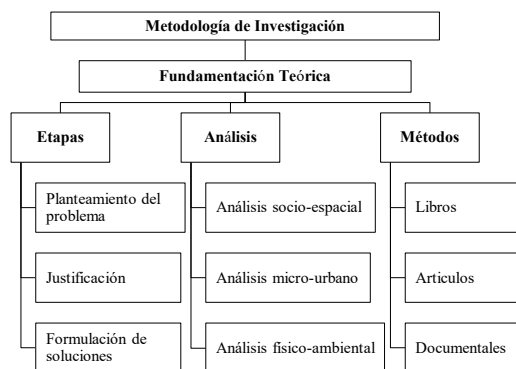 Metodología de Investigación
Fundamentación Teórica
Etapas
Análisis
Métodos
Planteamiento del
problema
Análisis socio-espacial
Libros
Justificación
Análisis micro-urbano
Articulos
Formulación de
soluciones
Análisis físico-ambiental
Documentales